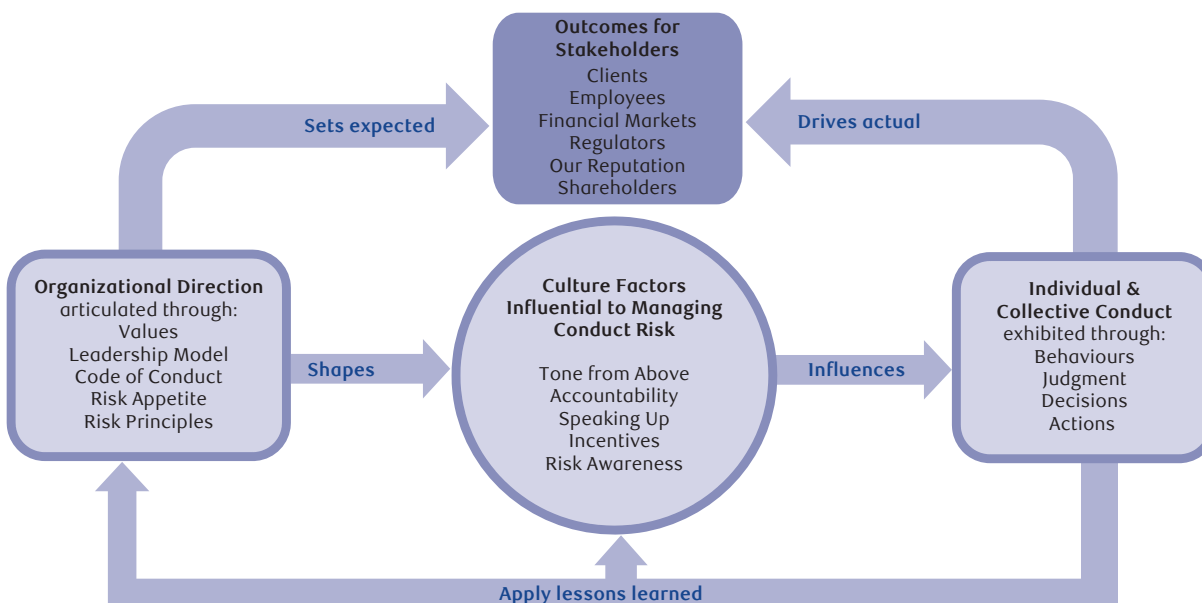 Outcomes for
Stakeholders
Clients
Employees
Financial Markets
Regulators
Our Reputation
Shareholders
Sets expected
Drives actual
Organizational Direction
articulated through:
Values
Leadership Model
Code of Conduct
Risk Appetite
Risk Principles
Shapes
Culture Factors
Influential to Managing
Conduct Risk
Tone from Above
Accountability
Speaking Up
Incentives
Risk Awareness
Influences
Individual &
Collective Conduct
exhibited through:
Behaviours
Judgment
Decisions
Actions
Apply lessons learned